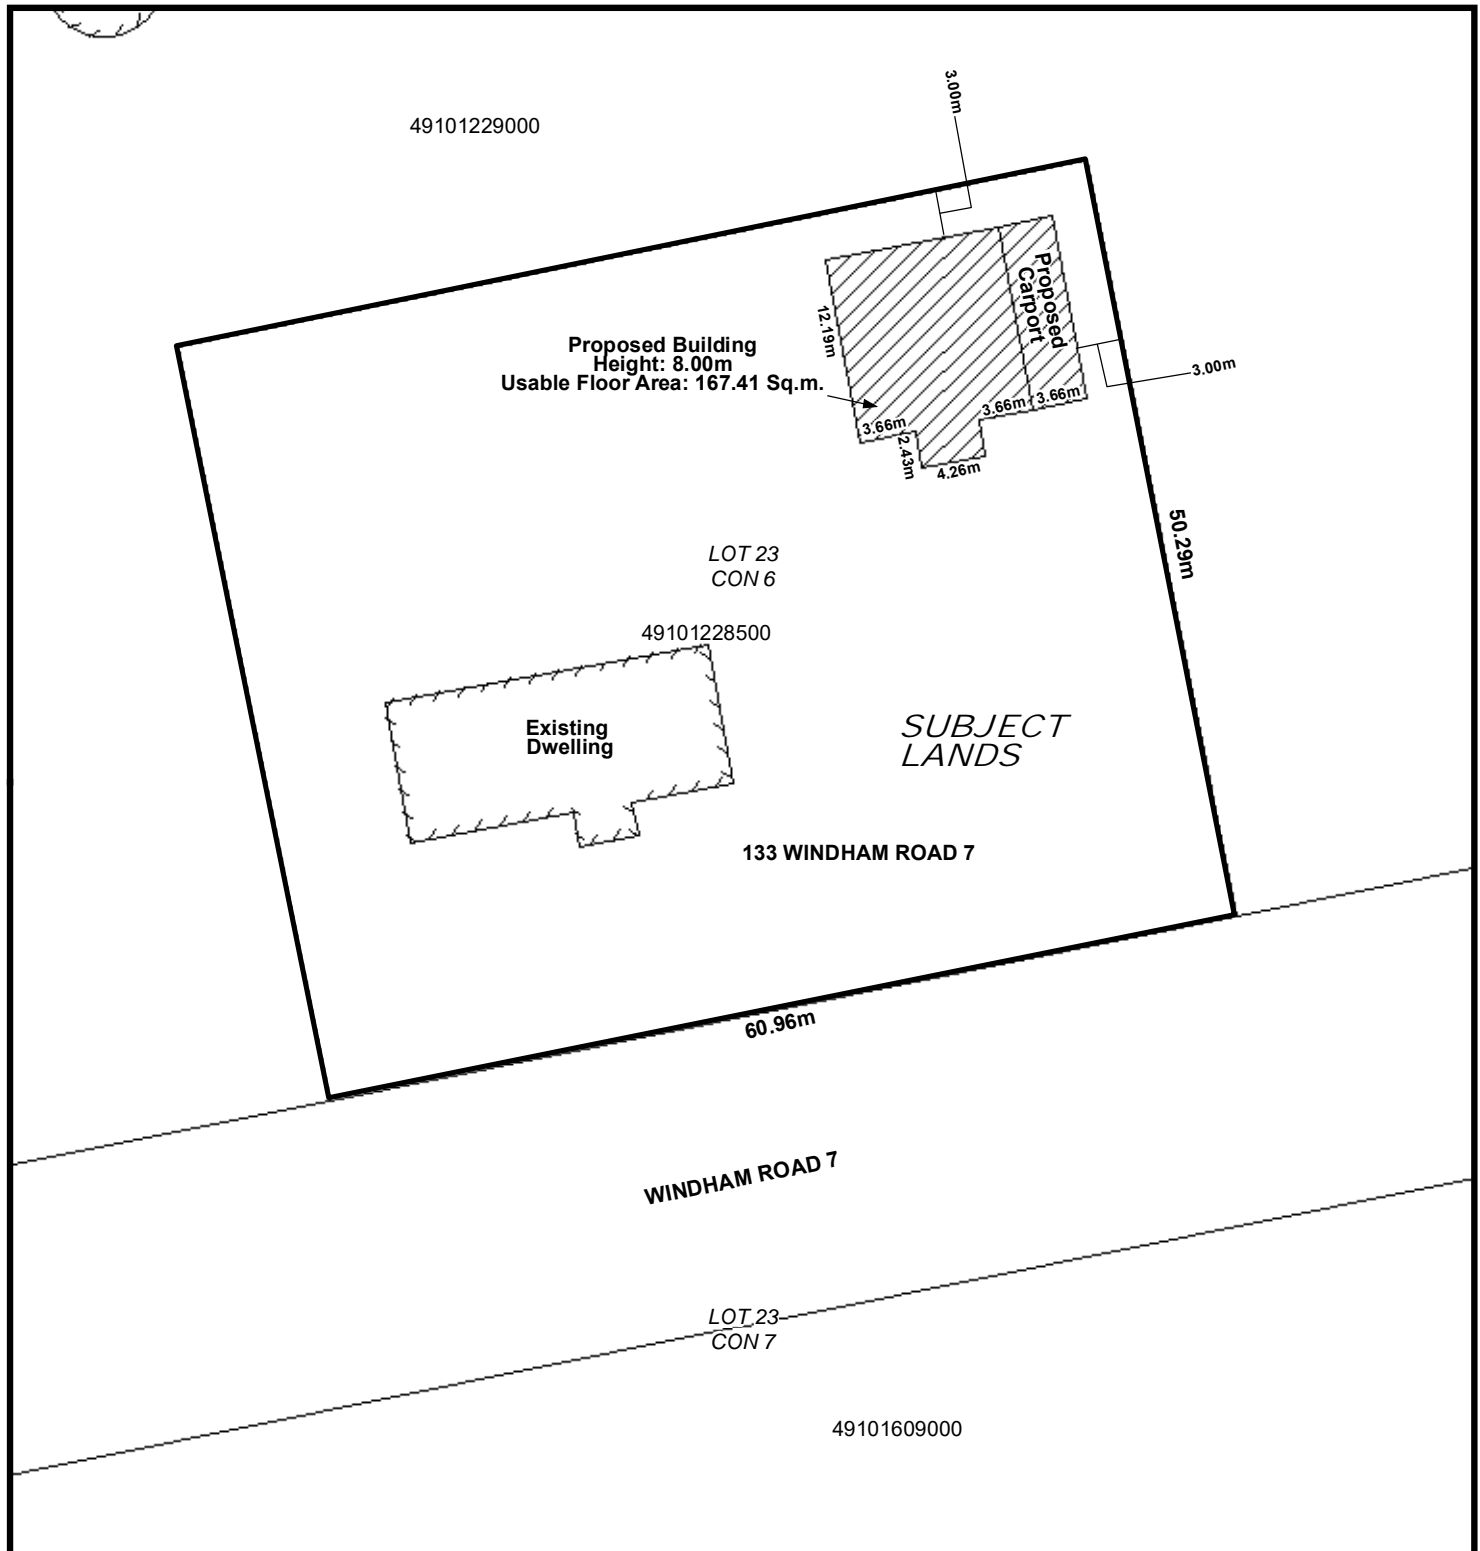 3.00m
49101229000
Proposed
Carport
12.19m
Proposed Building
Height: 8.00m
Usable Floor Area: 167.41 Sq.m.
3.00m
3.66m
3.66m
3.66m
2.43m
4.26m
50.29m
LOT 23
CON 6
49101228500
Existing
Dwelling
SUBJECT
LANDS
133 WINDHAM ROAD 7
60.96m
WINDHAM ROAD 7
LOT 23
CON 7
49101609000